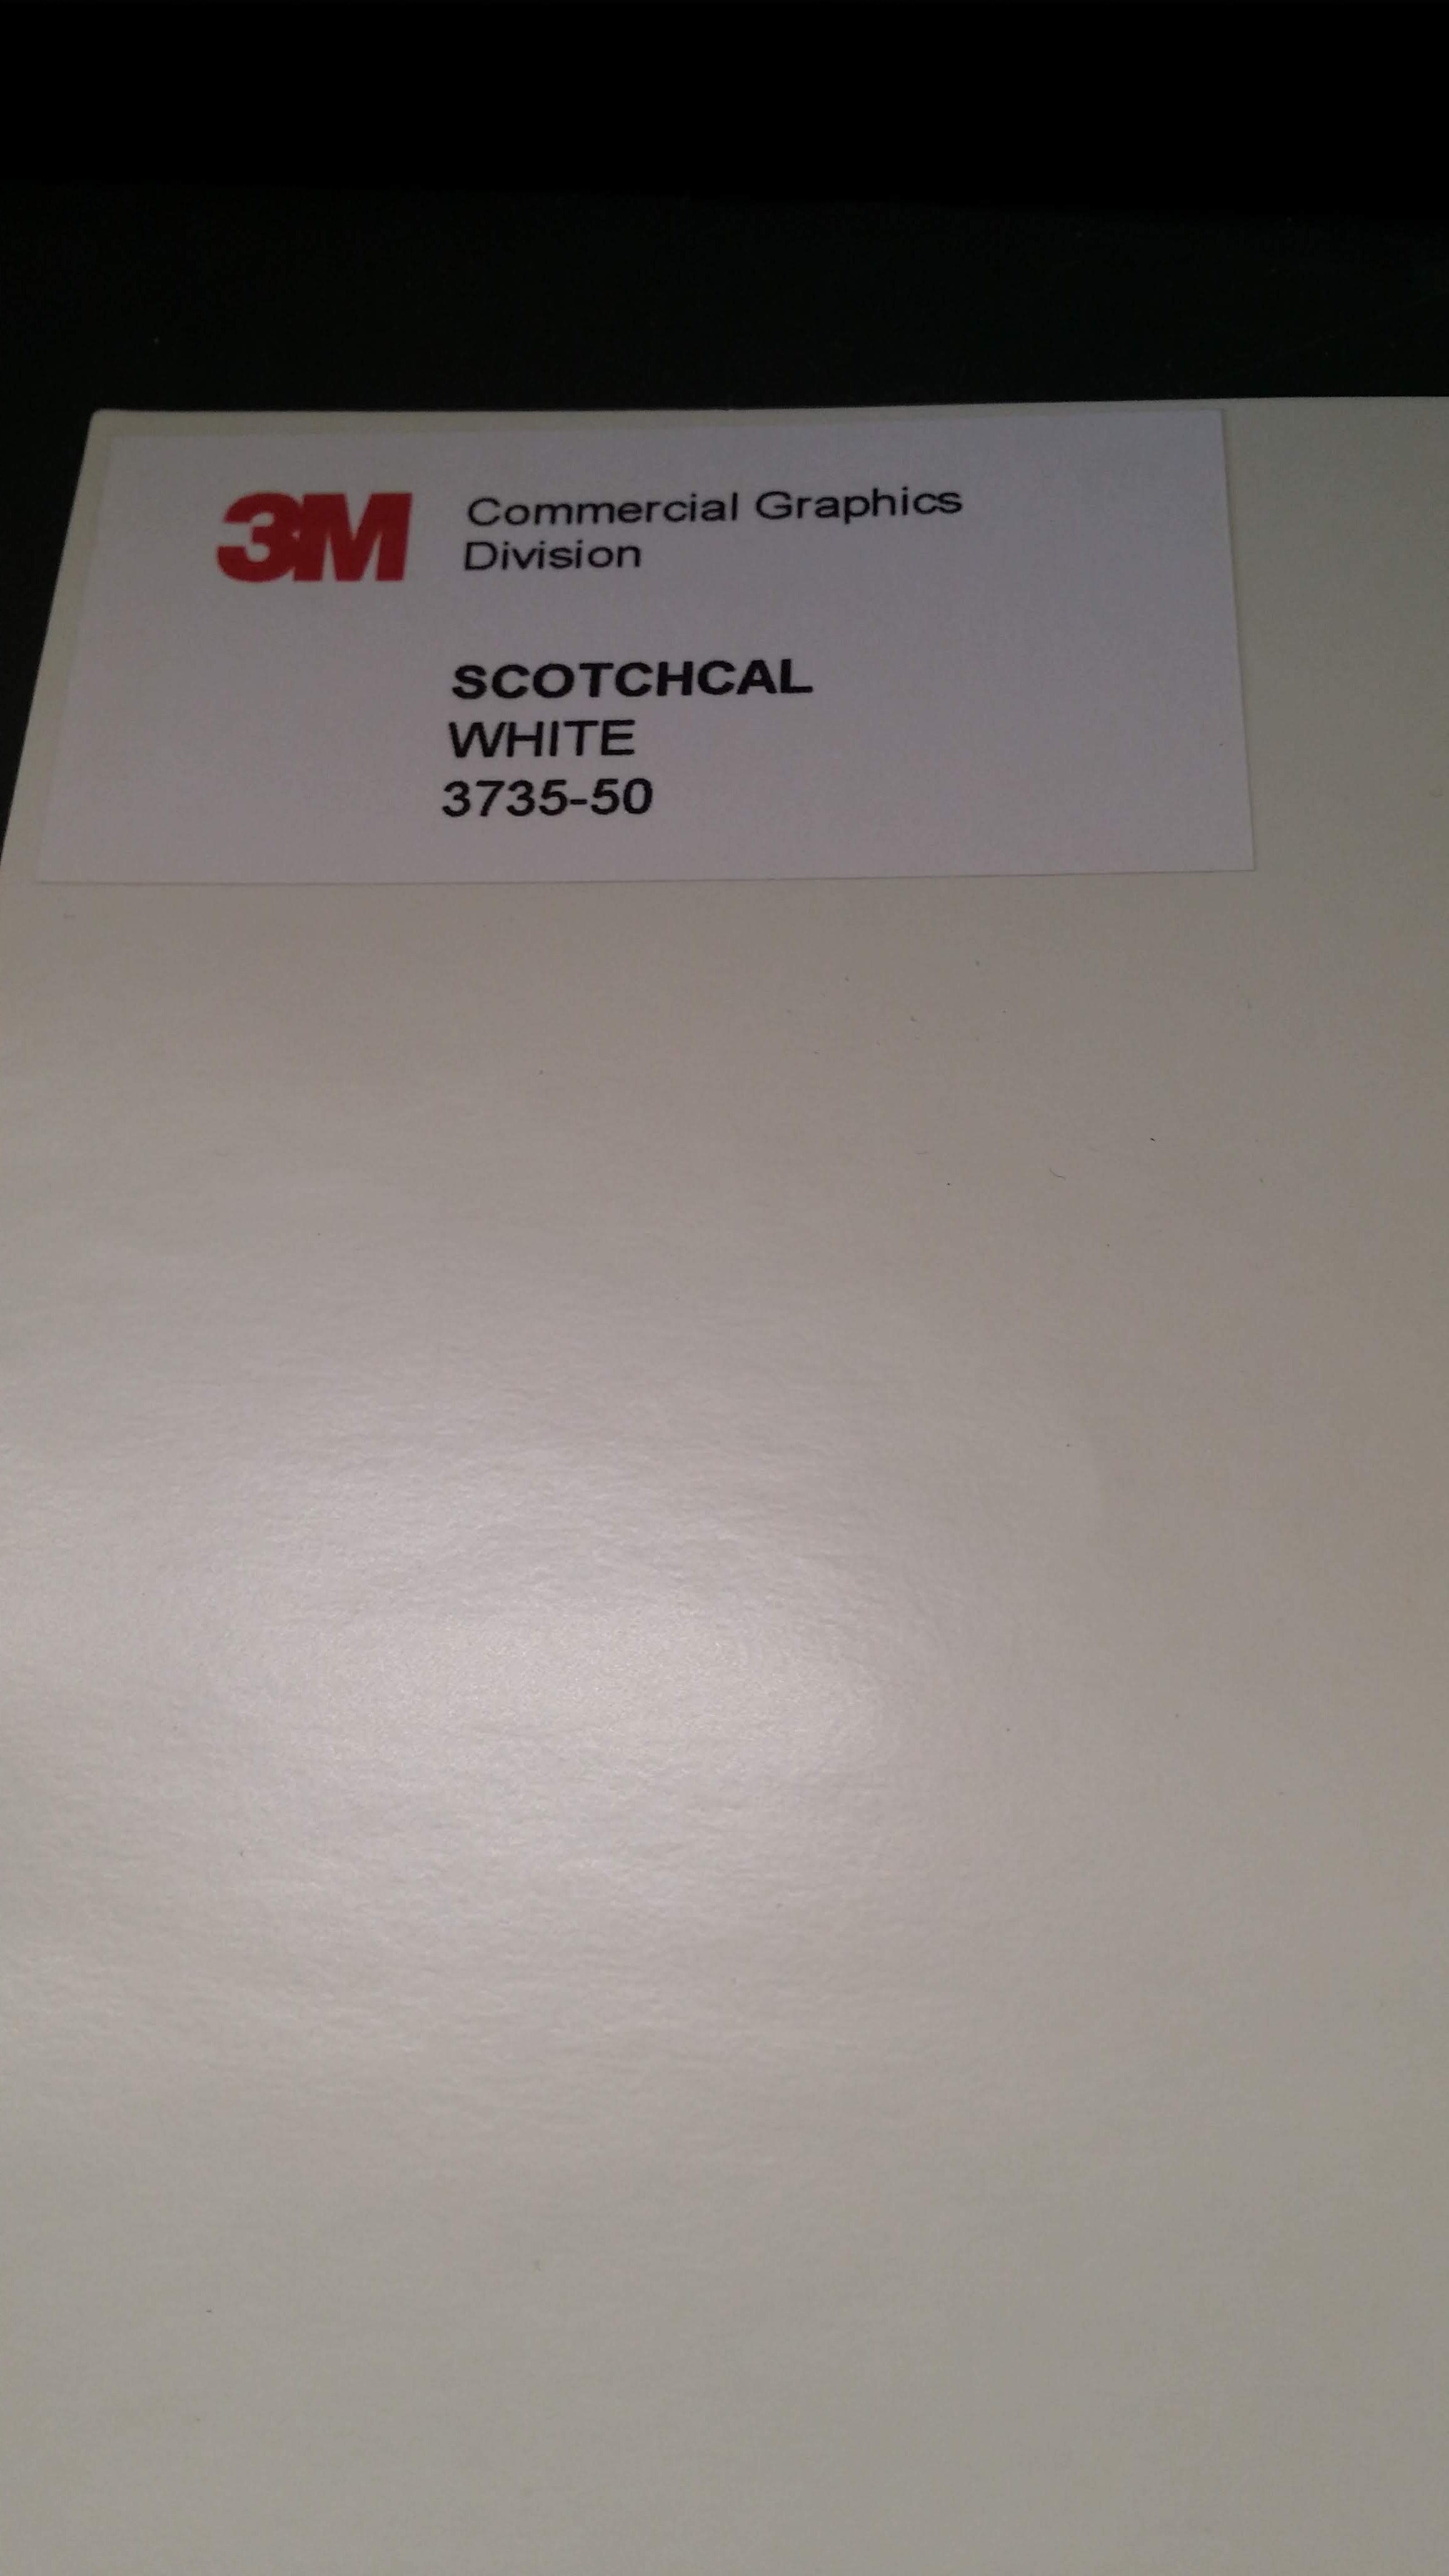 3M Commercial Graphics
Division
SCOTCHCAL
WHITE
3735-50